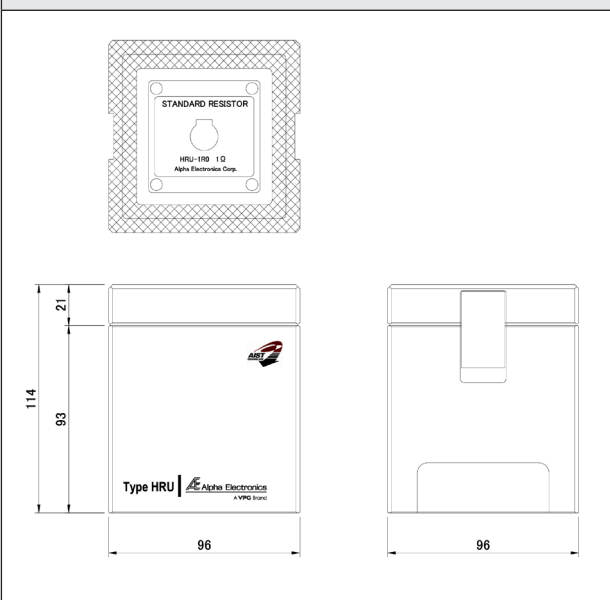 STANDARD RESISTOR
HRU-1R0 1Ω
Alpha Electronics Corp.
21
114
93
AIST
Type HRU Æ Alpha Electronics
A VPG Brand
96
96